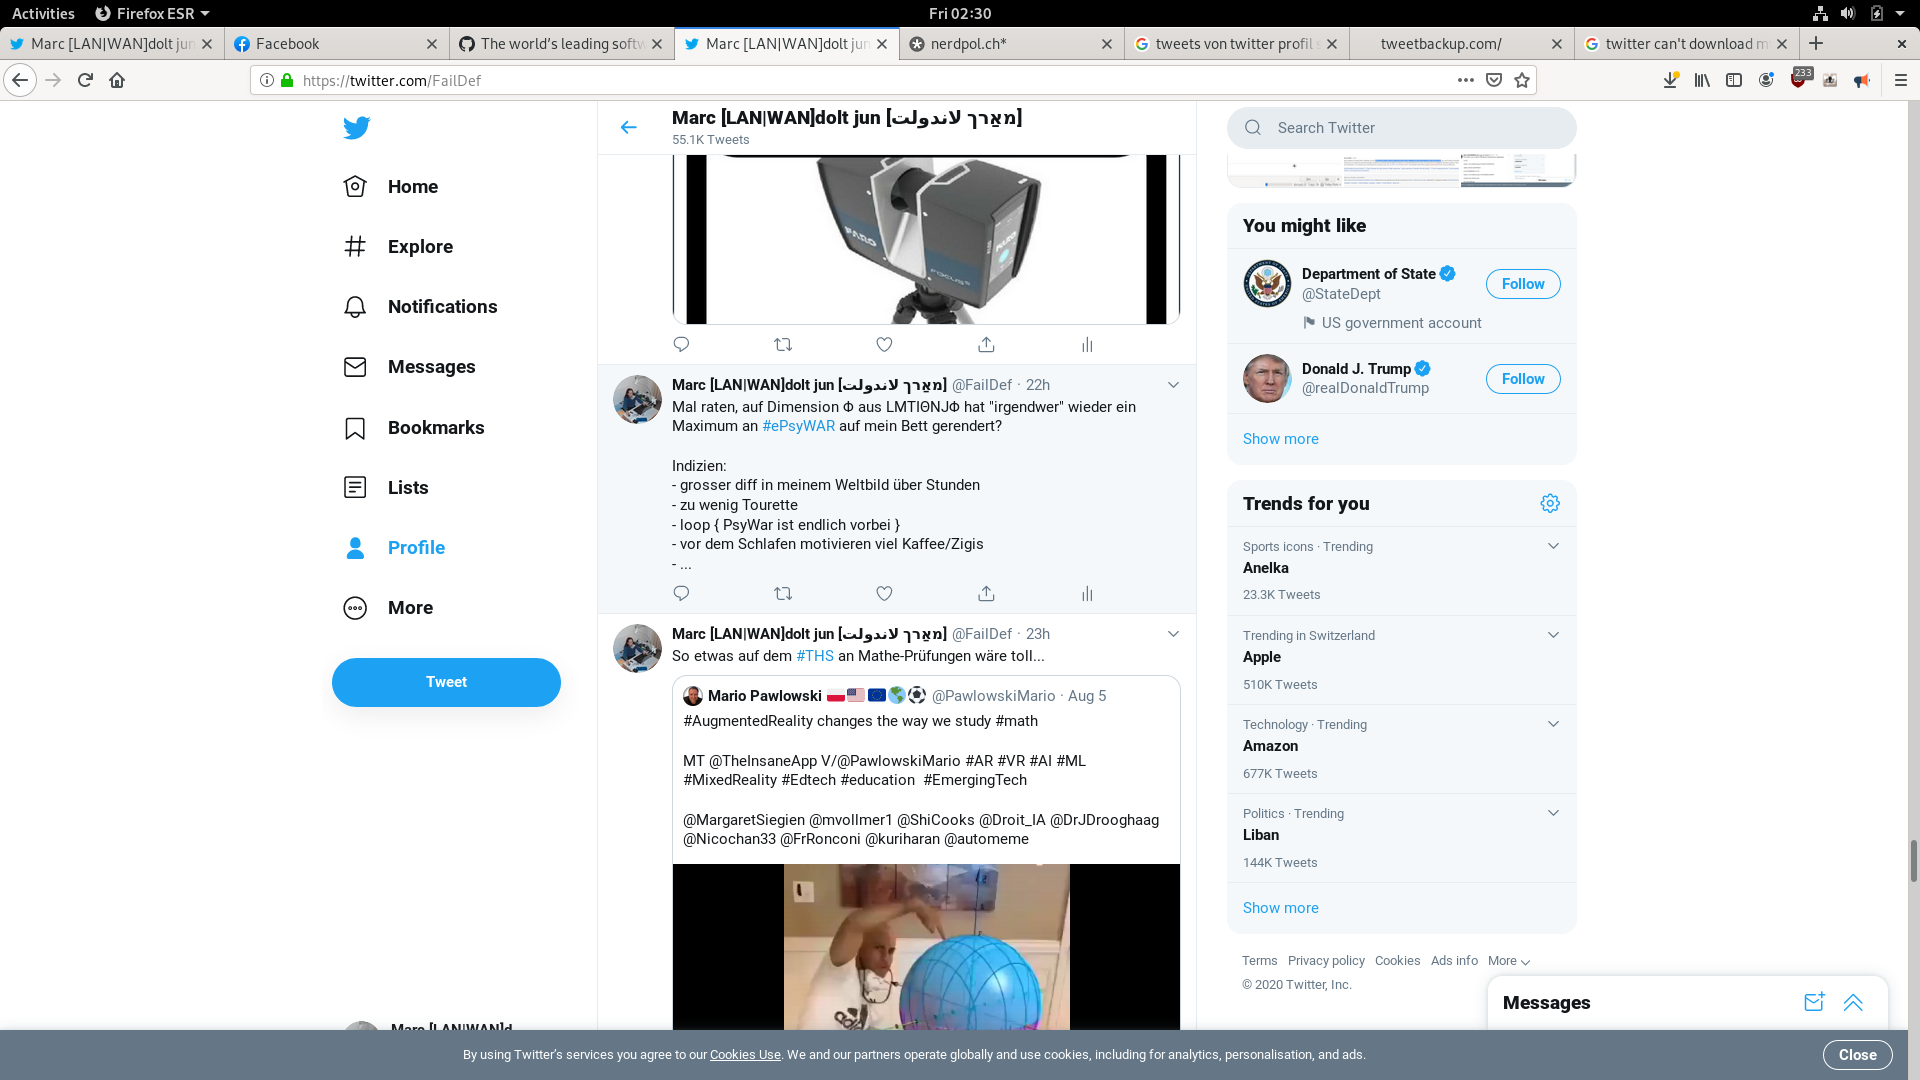 Activities
Firefox ESR
Fri 02:30
Marc [LAN|WAN]dolt jun
Facebook
The world's leading softw
Marc [LAN|WAN]dolt jun
nerdpol.ch*
tweets von twitter profil s
tweetbackup.com/
twitter can't download m
https://twitter.com/FailDef
233
Marc [LAN|WAN]dolt jun [מאַרך לאנדולת]
55.1K Tweets
Search Twitter
Home
Explore
Notifications
Messages
Bookmarks
Lists
Profile
More
Tweet
FARO
FARO
FOCUS
Marc [LAN|WAN]dolt jun [מאַרך לאנדולת] @FailDef · 22h
Mal raten, auf Dimension Φ aus LMTIΘNJΦ hat "irgendwer" wieder ein
Maximum an #ePsyWAR auf mein Bett gerendert?
Indizien:
- grosser diff in meinem Weltbild über Stunden
- zu wenig Tourette
- loop { PsyWar ist endlich vorbei }
- vor dem Schlafen motivieren viel Kaffee/Zigis
- ...
Marc [LAN|WAN]dolt jun [מאַרך לאנדולת] @FailDef · 23h
So etwas auf dem #THS an Mathe-Prüfungen wäre toll...
Mario Pawlowski 🇵🇱🇺🇸🇪🇺🌎⚽ @PawlowskiMario · Aug 5
#AugmentedReality changes the way we study #math
MT @TheInsaneApp V/@PawlowskiMario #AR #VR #AI #ML
#MixedReality #Edtech #education #EmergingTech
@MargaretSiegien @mvollmer1 @ShiCooks @Droit_IA @DrJDrooghaag
@Nicochan33 @FrRonconi @kuriharan @automeme
You might like
Department of State
@StateDept
US government account
Follow
Donald J. Trump
@realDonaldTrump
Follow
Show more
Trends for you
Sports icons · Trending
Anelka
23.3K Tweets
Trending in Switzerland
Apple
510K Tweets
Technology · Trending
Amazon
677K Tweets
Politics · Trending
Liban
144K Tweets
Show more
Terms Privacy policy Cookies Ads info More
© 2020 Twitter, Inc.
Messages
Marc [LAN|WAN]d
By using Twitter's services you agree to our Cookies Use. We and our partners operate globally and use cookies, including for analytics, personalisation, and ads.
Close